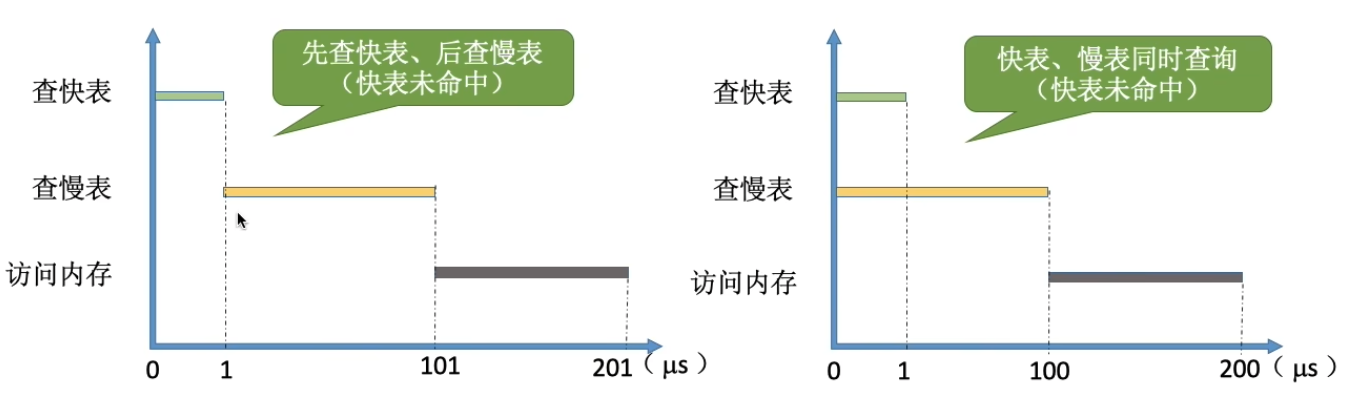 先查快表、后查慢表
（快表未命中）
查快表
查慢表
访问内存
0
1
101
201
（μs）
快表、慢表同时查询
（快表未命中）
查快表
查慢表
访问内存
0
1
100
200
（μs）